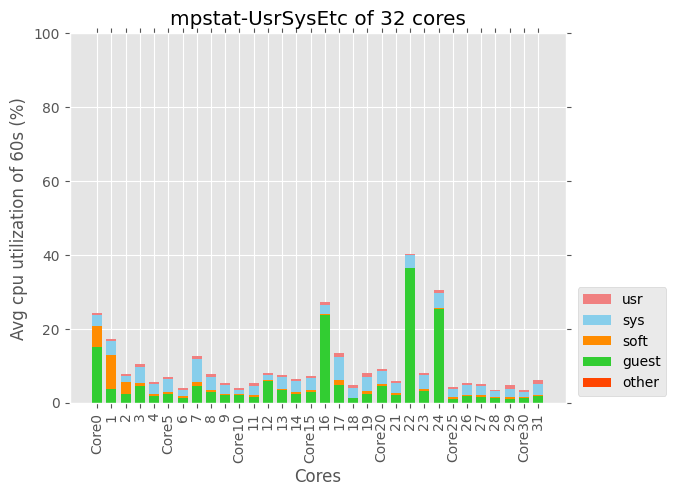 mpstat-UsrSysEtc of 32 cores
Avg cpu utilization of 60s (%)
100
80
60
40
20
0
Core0
1
2
3
4
Core5
6
7
8
9
Core10
11
12
13
14
Core15
16
17
18
19
Core20
21
22
23
24
Core25
26
27
28
29
Core30
31
Cores
usr
sys
soft
guest
other